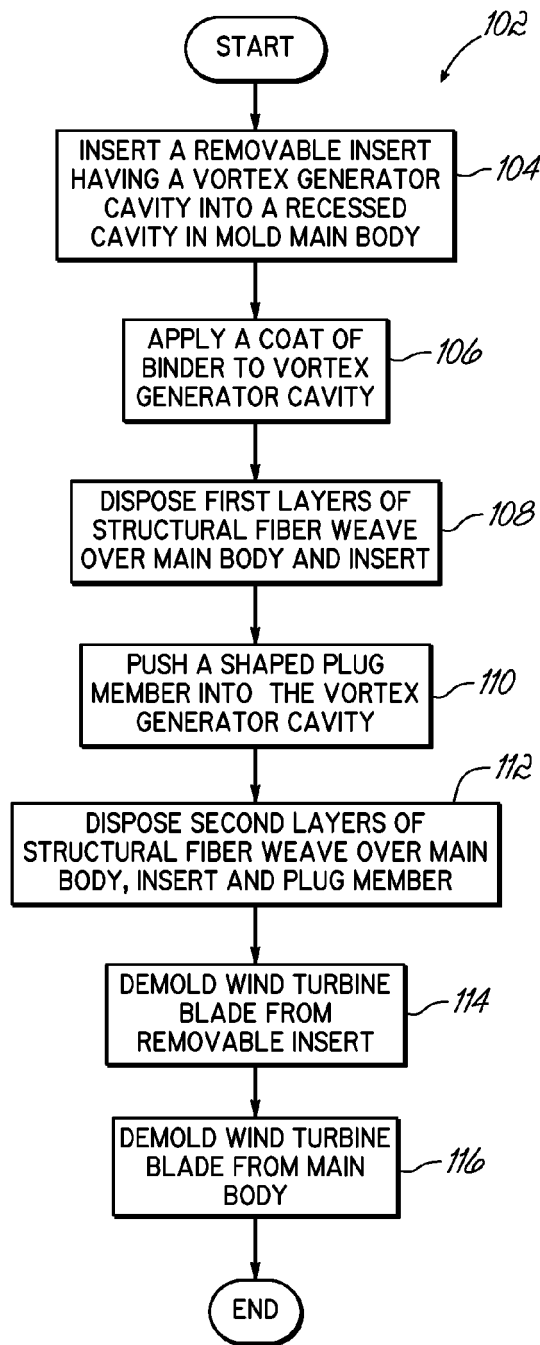 START
102
INSERT A REMOVABLE INSERT
HAVING A VORTEX GENERATOR
CAVITY INTO A RECESSED
CAVITY IN MOLD MAIN BODY
104
APPLY A COAT OF
BINDER TO VORTEX
GENERATOR CAVITY
106
DISPOSE FIRST LAYERS OF
STRUCTURAL FIBER WEAVE
OVER MAIN BODY AND INSERT
108
PUSH A SHAPED PLUG
MEMBER INTO THE VORTEX
GENERATOR CAVITY
110
112
DISPOSE SECOND LAYERS OF
STRUCTURAL FIBER WEAVE OVER MAIN
BODY, INSERT AND PLUG MEMBER
DEMOLD WIND TURBINE
BLADE FROM
REMOVABLE INSERT
114
DEMOLD WIND TURBINE
BLADE FROM MAIN
BODY
116
END